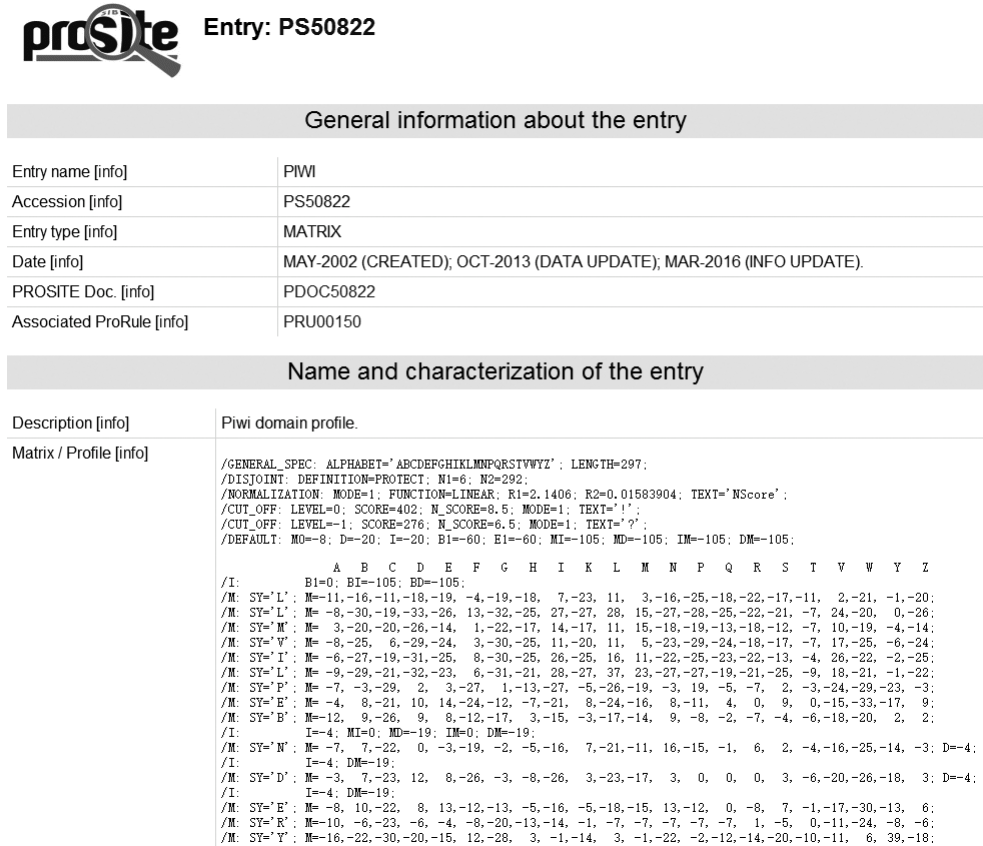 prosite
SIB
Entry: PS50822
General information about the entry
Entry name [info] PIWI
Accession [info] PS50822
Entry type [info] MATRIX
Date [info] MAY-2002 (CREATED); OCT-2013 (DATA UPDATE); MAR-2016 (INFO UPDATE).
PROSITE Doc. [info] PDOC50822
Associated ProRule [info] PRU00150
Name and characterization of the entry
Description [info] Piwi domain profile.
Matrix / Profile [info]
/GENERAL_SPEC: ALPHABET='ABCDEFGHIKLMNPQRSTVWYZ'; LENGTH=297;
/DISJOINT: DEFINITION=PROTECT; N1=6; N2=292;
/NORMALIZATION: MODE=1; FUNCTION=LINEAR; R1=2.1406; R2=0.01583904; TEXT='NScore';
/CUT_OFF: LEVEL=0; SCORE=402; N_SCORE=8.5; MODE=1; TEXT='!';
/CUT_OFF: LEVEL=-1; SCORE=276; N_SCORE=6.5; MODE=1; TEXT='?';
/DEFAULT: M0=-8; D=-20; I=-20; B1=-60; E1=-60; MI=-105; MD=-105; IM=-105; DM=-105;
A B C D E F G H I K L M N P Q R S T V W Y Z
/I: B1=0; BI=-105; BD=-105;
/M: SY='L'; M=-11,-16,-11,-18,-19, -4,-19,-18, 7,-23, 11, 3,-16,-25,-18,-22,-17,-11, 2,-21, -1,-20;
/M: SY='L'; M= -8,-30,-19,-33,-26, 13,-32,-25, 27,-27, 28, 15,-27,-28,-25,-22,-21, -7, 24,-20, 0,-26;
/M: SY='M'; M= 3,-20,-20,-26,-14, 1,-22,-17, 14,-17, 11, 15,-18,-19,-13,-18,-12, -7, 10,-19, -4,-14;
/M: SY='V'; M= -8,-25, 6,-29,-24, 3,-30,-25, 11,-20, 11, 5,-23,-29,-24,-18,-17, -7, 17,-25, -6,-24;
/M: SY='I'; M= -6,-27,-19,-31,-25, 8,-30,-25, 26,-25, 16, 11,-22,-25,-23,-22,-13, -4, 26,-22, -2,-25;
/M: SY='L'; M= -9,-29,-21,-32,-23, 6,-31,-21, 28,-27, 37, 23,-27,-27,-19,-21,-25, -9, 18,-21, -1,-22;
/M: SY='P'; M= -7, -3,-29, 2, 3,-27, 1,-13,-27, -5,-26,-19, -3, 19, -5, -7, 2, -3,-24,-29,-23, -3;
/M: SY='E'; M= -4, 8,-21, 10, 14,-24,-12, -7,-21, 8,-24,-16, 8,-11, 4, 0, 9, 0,-15,-33,-17, 9;
/M: SY='B'; M=-12, 9,-26, 9, 8,-12,-17, 3,-15, -3,-17,-14, 9, -8, -2, -7, -4, -6,-18,-20, 2, 2;
/I: I=-4; MI=0; MD=-19; IM=0; DM=-19;
/M: SY='N'; M= -7, 7,-22, 0, -3,-19, -2, -5,-16, 7,-21,-11, 16,-15, -1, 6, 2, -4,-16,-25,-14, -3; D=-4;
/I: I=-4; DM=-19;
/M: SY='D'; M= -3, 7,-23, 12, 8,-26, -3, -8,-26, 3,-23,-17, 3, 0, 0, 0, 3, -6,-20,-26,-18, 3; D=-4;
/I: I=-4; DM=-19;
/M: SY='E'; M= -8, 10,-22, 8, 13,-12,-13, -5,-16, -5,-18,-15, 13,-12, 0, -8, 7, -1,-17,-30,-13, 6;
/M: SY='R'; M=-10, -6,-23, -6, -4, -8,-20,-13,-14, -1, -7, -7, -7, -7, -7, 1, -5, 0,-11,-24, -8, -6;
/M: SY='Y'; M=-16,-22,-30,-20,-15, 12,-28, 3, -1,-14, 3, -1,-22, -2,-12,-14,-20,-10,-11, 6, 39,-18;